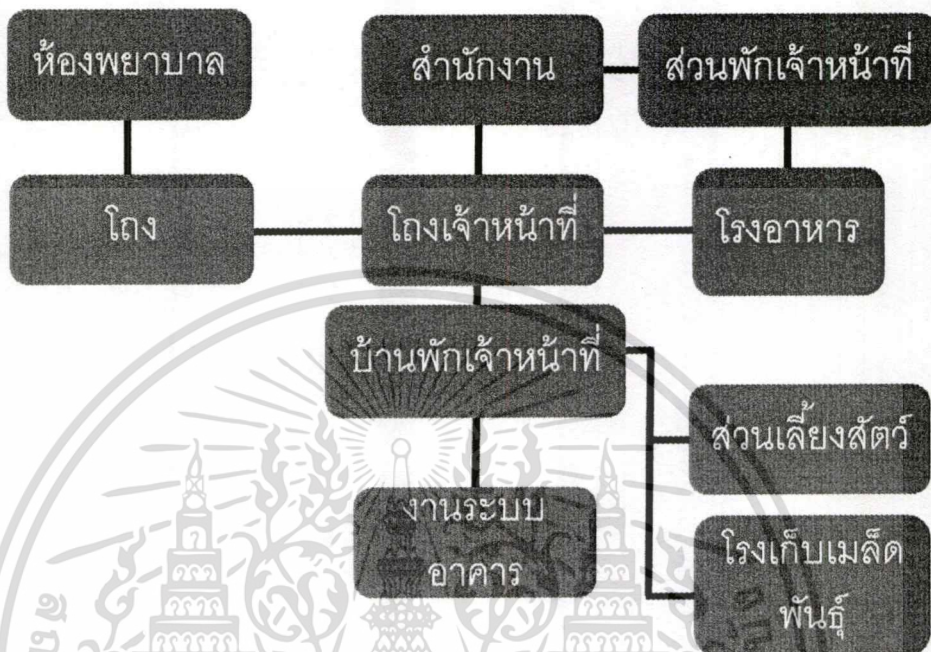 ห้องพยาบาล
สำนักงาน
ส่วนพักเจ้าหน้าที่
โถง
โถงเจ้าหน้าที่
โรงอาหาร
บ้านพักเจ้าหน้าที่
ส่วนเลี้ยงสัตว์
งานระบบ
อาคาร
โรงเก็บเมล็ด
พันธุ์